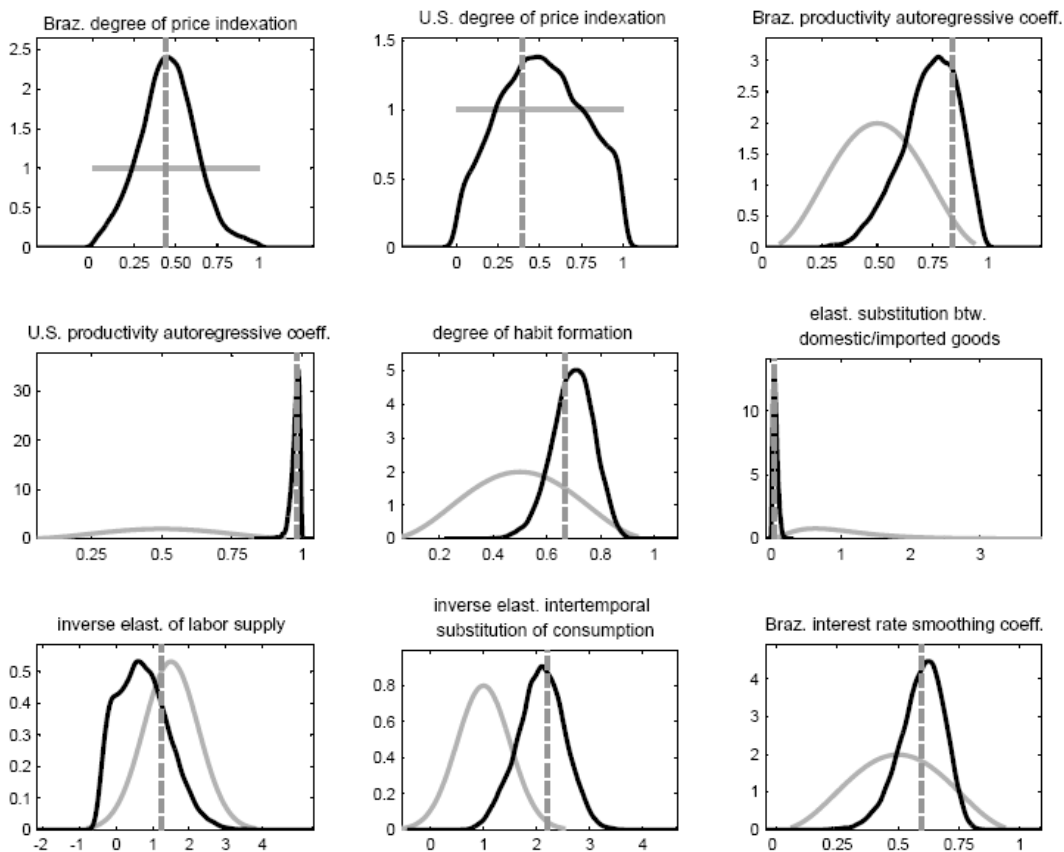 Braz. degree of price indexation
2.5
2
1.5
1
0.5
0
0 0.25 0.50 0.75 1
U.S. degree of price indexation
1.5
1
0.5
0
0 0.25 0.50 0.75 1
Braz. productivity autoregressive coeff.
3
2.5
2
1.5
1
0.5
0
0 0.25 0.50 0.75 1
U.S. productivity autoregressive coeff.
30
20
10
0
0.25 0.5 0.75 1
degree of habit formation
5
4
3
2
1
0
0.2 0.4 0.6 0.8 1
elast. substitution btw.
domestic/imported goods
10
5
0
0 1 2 3
inverse elast. of labor supply
0.5
0.4
0.3
0.2
0.1
0
-2 -1 0 1 2 3 4
inverse elast. intertemporal
substitution of consumption
0.8
0.6
0.4
0.2
0
0 1 2 3 4
Braz. interest rate smoothing coeff.
4
3
2
1
0
0 0.25 0.5 0.75 1